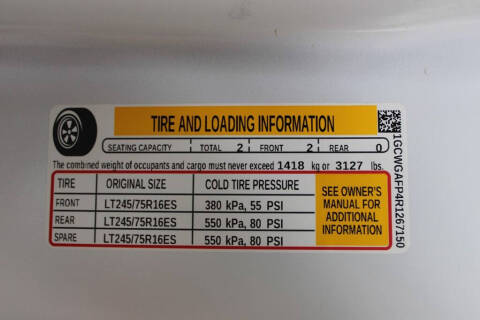 TIRE AND LOADING INFORMATION
SEATING CAPACITY TOTAL 2 FRONT 2 REAR 0
The combined weight of occupants and cargo must never exceed 1418 kg or 3127 lbs.
TIRE ORIGINAL SIZE COLD TIRE PRESSURE
FRONT LT245/75R16ES 380 kPa, 55 PSI
REAR LT245/75R16ES 550 kPa, 80 PSI
SPARE LT245/75R16ES 550 kPa, 80 PSI
SEE OWNER'S
MANUAL FOR
ADDITIONAL
INFORMATION
1GCWGAFP4R1267150